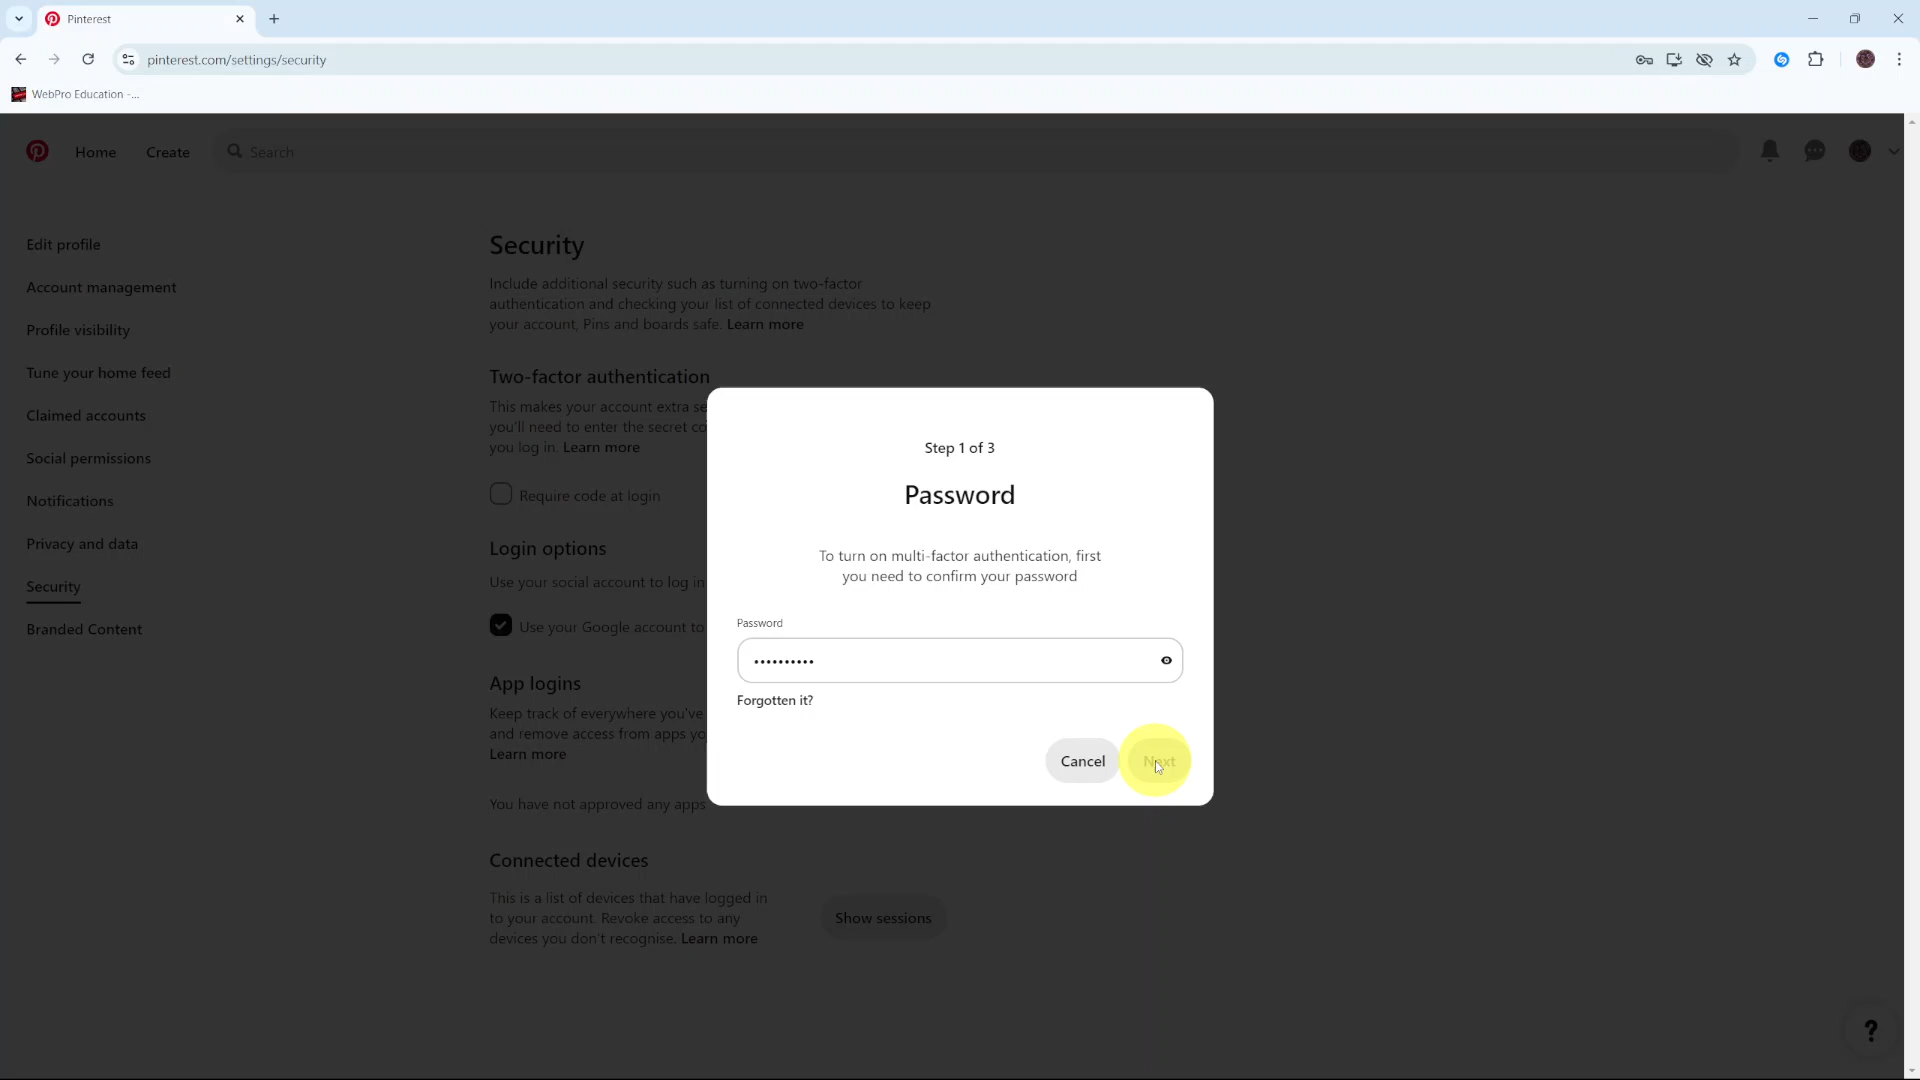 Pinterest
pinterest.com/settings/security
WebPro Education -...
Home
Create
Search
Edit profile
Account management
Profile visibility
Tune your home feed
Claimed accounts
Social permissions
Notifications
Privacy and data
Security
Branded Content
Security
Include additional security such as turning on two-factor
authentication and checking your list of connected devices to keep
your account, Pins and boards safe. Learn more
Two-factor authentication
This makes your account extra se
you'll need to enter the secret co
you log in. Learn more
Require code at login
Login options
Use your social account to log in
Use your Google account to
App logins
Keep track of everywhere you've
and remove access from apps yo
Learn more
You have not approved any apps
Connected devices
This is a list of devices that have logged in
to your account. Revoke access to any
devices you don't recognise. Learn more
Show sessions
Step 1 of 3
Password
To turn on multi-factor authentication, first
you need to confirm your password
Password
••••••••••
Forgotten it?
Cancel
Next
?